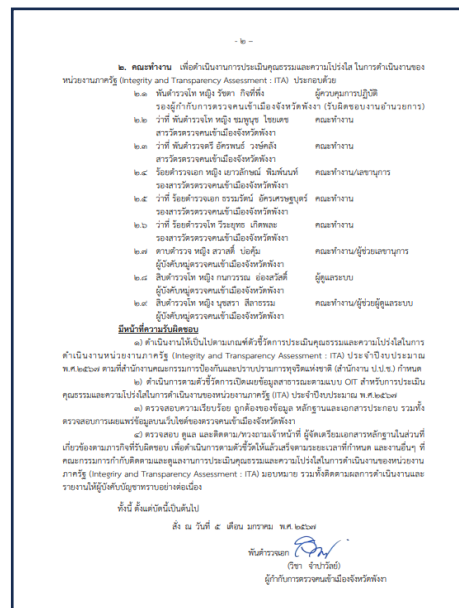 - ๒ -
๒. คณะทำงาน เพื่อดำเนินงานการประเมินคุณธรรมและความโปร่งใส ในการดำเนินงานของ
หน่วยงานภาครัฐ (Integrity and Transparency Assessment : ITA) ประกอบด้วย
๒.๑ พันตำรวจโท หญิง รัชดา กิจที่พึ่ง ผู้ควบคุมการปฏิบัติ
รองผู้กำกับการตรวจคนเข้าเมืองจังหวัดพังงา (รับผิดชอบงานอำนวยการ)
๒.๒ ว่าที่ พันตำรวจโท หญิง ชมพูนุช ไชยเดช คณะทำงาน
สารวัตรตรวจคนเข้าเมืองจังหวัดพังงา
๒.๓ ว่าที่ พันตำรวจตรี อัครพนธ์ วงษ์คลัง คณะทำงาน
สารวัตรตรวจคนเข้าเมืองจังหวัดพังงา
๒.๔ ร้อยตำรวจเอก หญิง เยาวลักษณ์ พิมพ์นนท์ คณะทำงาน/เลขานุการ
รองสารวัตรตรวจคนเข้าเมืองจังหวัดพังงา
๒.๕ ว่าที่ ร้อยตำรวจเอก ธรรมรัตน์ อัครเศรษฐบุตร์ คณะทำงาน
รองสารวัตรตรวจคนเข้าเมืองจังหวัดพังงา
๒.๖ ว่าที่ ร้อยตำรวจโท วีระยุทธ เกิดพละ คณะทำงาน
รองสารวัตรตรวจคนเข้าเมืองจังหวัดพังงา
๒.๗ ดาบตำรวจ หญิง สวาสดิ์ บ่อคุ้ม คณะทำงาน/ผู้ช่วยเลขานุการ
ผู้บังคับหมู่ตรวจคนเข้าเมืองจังหวัดพังงา
๒.๘ สิบตำรวจโท หญิง กนกวรรณ อ่องสวัสดิ์ ผู้ดูแลระบบ
ผู้บังคับหมู่ตรวจคนเข้าเมืองจังหวัดพังงา
๒.๙ สิบตำรวจโท หญิง นุชสรา สีลาธรรม คณะทำงาน/ผู้ช่วยผู้ดูแลระบบ
ผู้บังคับหมู่ตรวจคนเข้าเมืองจังหวัดพังงา
มีหน้าที่ความรับผิดชอบ
๑) ดำเนินงานให้เป็นไปตามเกณฑ์ตัวชี้วัดการประเมินคุณธรรมและความโปร่งใสในการ
ดำเนินงานหน่วยงานภาครัฐ (Integrity and Transparency Assessment : ITA) ประจำปีงบประมาณ
พ.ศ.๒๕๖๗ ตามที่สำนักงานคณะกรรมการป้องกันและปราบปรามการทุจริตแห่งชาติ (สำนักงาน ป.ป.ช.) กำหนด
๒) ดำเนินการตามตัวชี้วัดการเปิดเผยข้อมูลสาธารณะตามแบบ OIT สำหรับการประเมิน
คุณธรรมและความโปร่งใสในการดำเนินงานของหน่วยงานภาครัฐ (ITA) ประจำปีงบประมาณ พ.ศ.๒๕๖๗
๓) ตรวจสอบความเรียบร้อย ถูกต้องของข้อมูล หลักฐานและเอกสารประกอบ รวมทั้ง
ตรวจสอบการเผยแพร่ข้อมูลบนเว็บไซต์ของตรวจคนเข้าเมืองจังหวัดพังงา
๔) ตรวจสอบ ดูแล และติดตาม/ทวงถามเจ้าหน้าที่ ผู้จัดเตรียมเอกสารหลักฐานในส่วนที่
เกี่ยวข้องตามภารกิจที่รับผิดชอบ เพื่อดำเนินการตามตัวชี้วัดให้แล้วเสร็จตามระยะเวลาที่กำหนด และงานอื่นๆ ที่
คณะกรรมการกำกับติดตามและดูแลงานการประเมินคุณธรรมและความโปร่งใสในการดำเนินงานของหน่วยงาน
ภาครัฐ (Integriry and Transparency Assessment : ITA) มอบหมาย รวมทั้งติดตามผลการดำเนินงานและ
รายงานให้ผู้บังคับบัญชาทราบอย่างต่อเนื่อง
ทั้งนี้ ตั้งแต่บัดนี้เป็นต้นไป
สั่ง ณ วันที่ ๕ เดือน มกราคม พ.ศ. ๒๕๖๗
พันตำรวจเอก
(วิชา จำปาวัลย์)
ผู้กำกับการตรวจคนเข้าเมืองจังหวัดพังงา